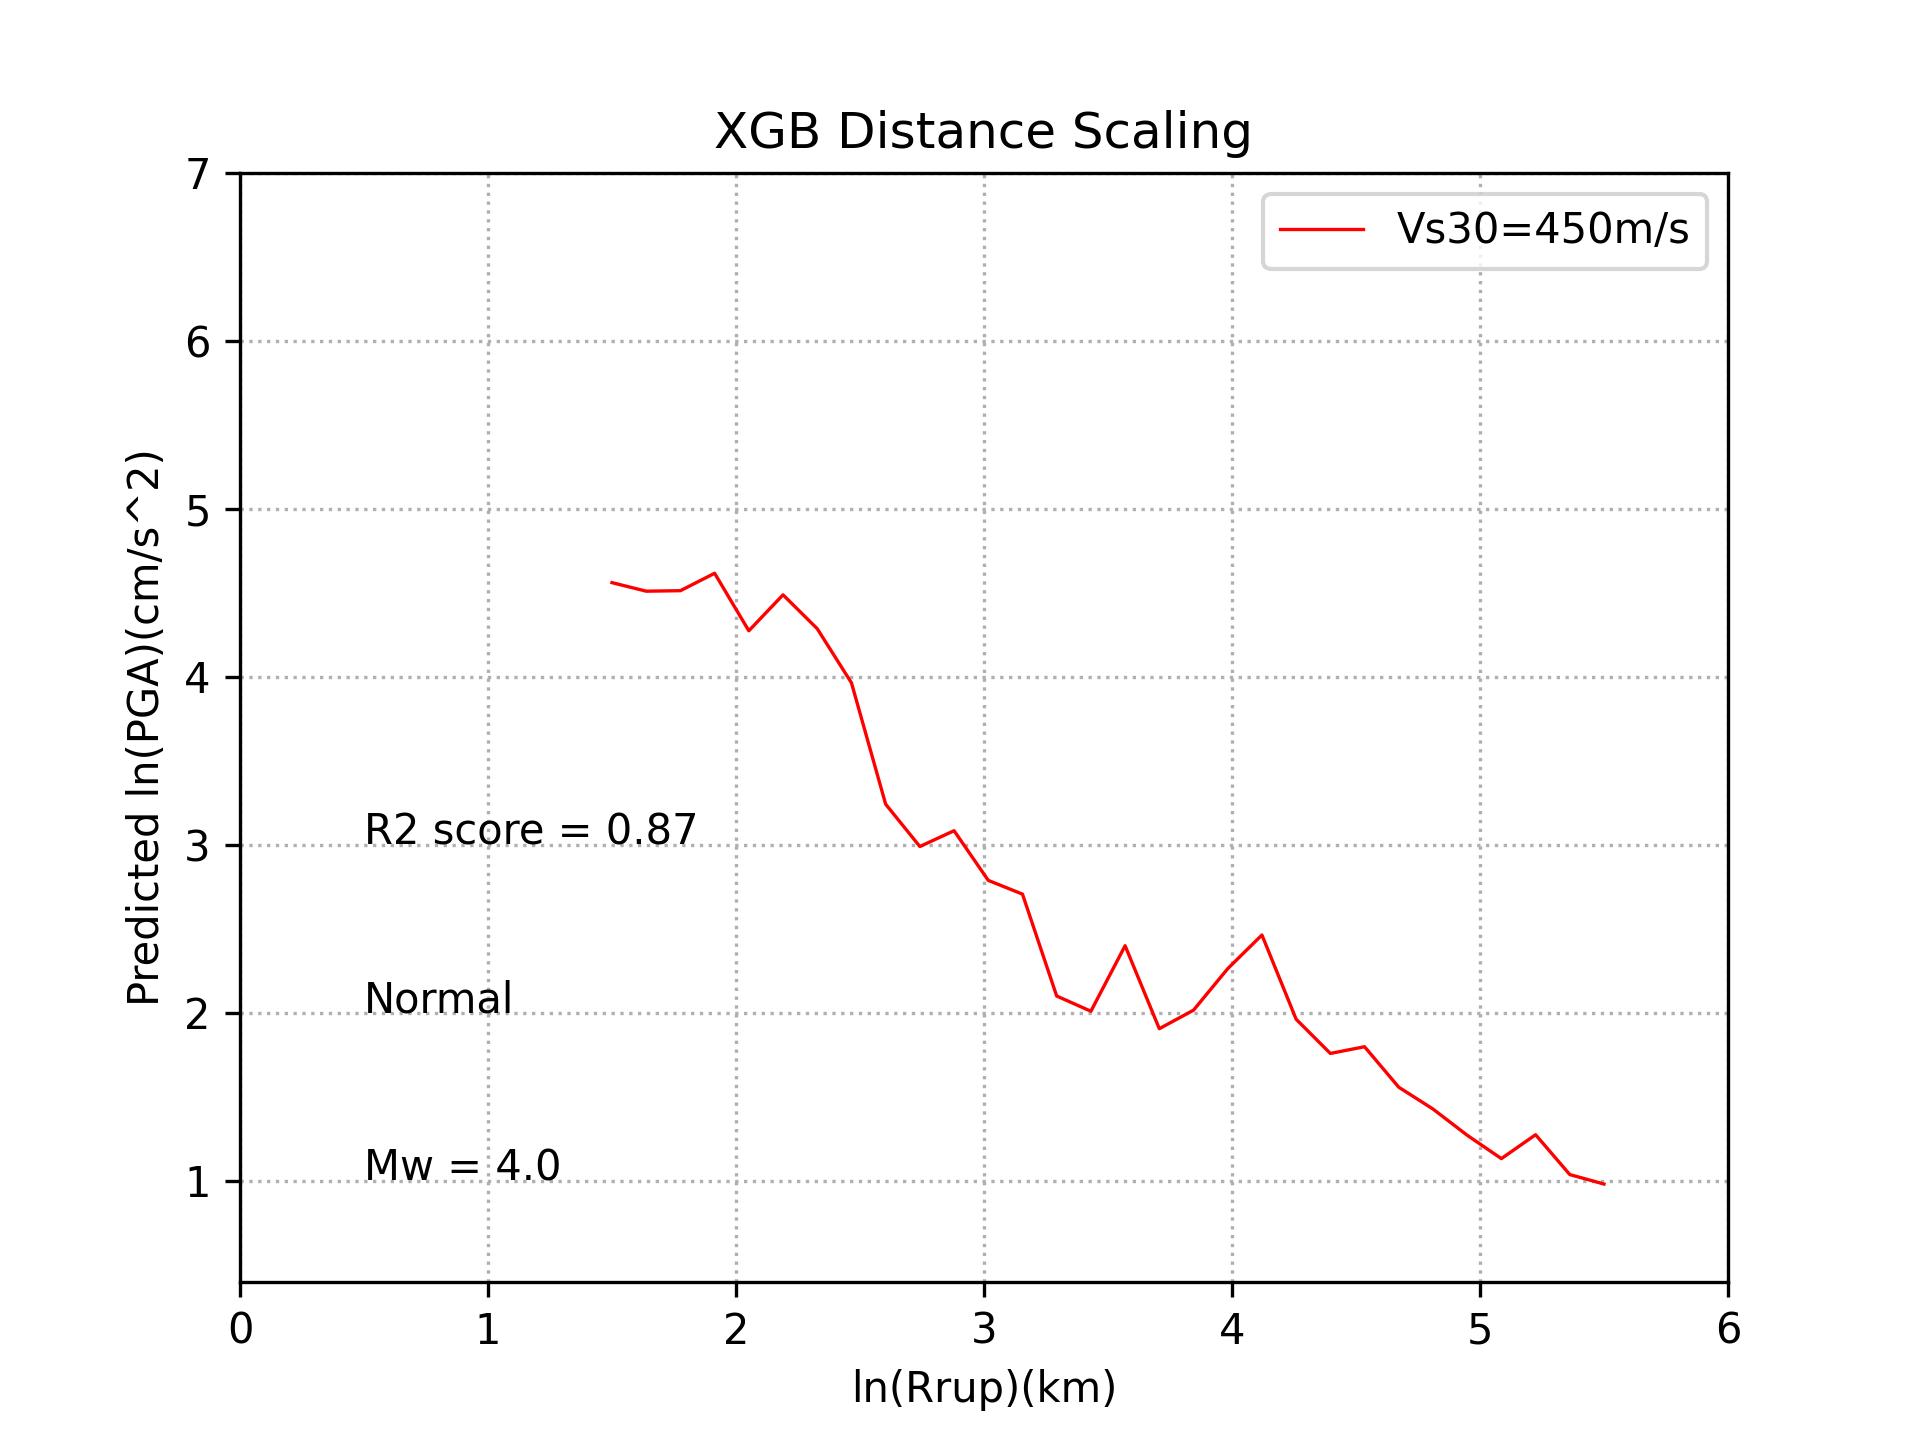 XGB Distance Scaling
Vs30=450m/s
7
6
5
4
3
2
1
Predicted ln(PGA)(cm/s^2)
R2 score = 0.87
Normal
Mw = 4.0
0 1 2 3 4 5 6
ln(Rrup)(km)